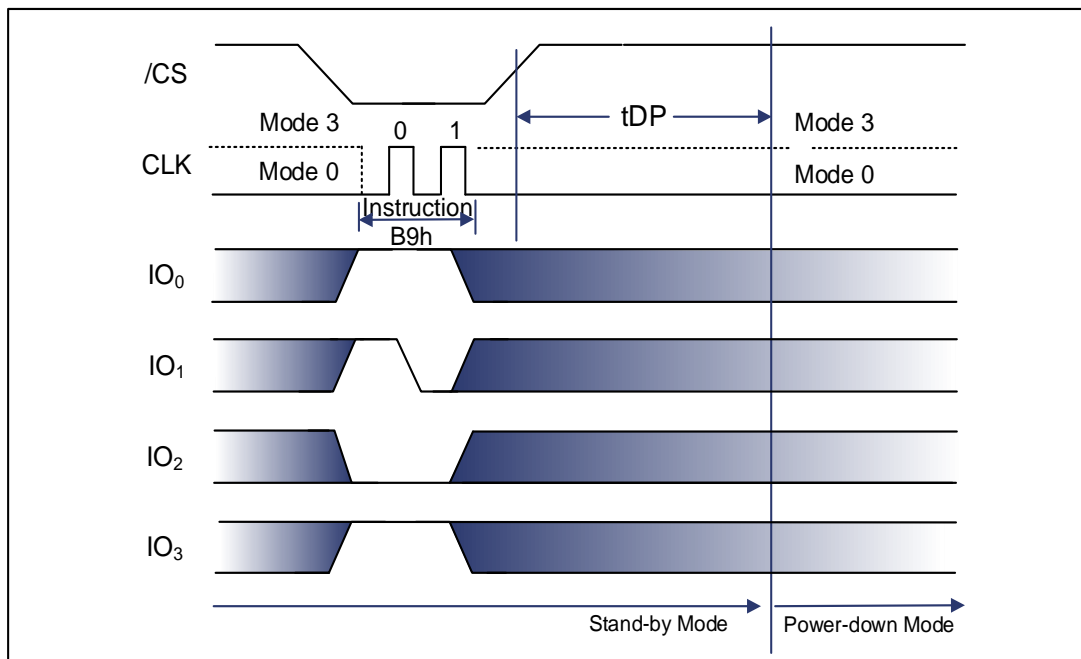 /CS
tDP
Mode 3
0
1
Mode 3
CLK
Mode 0
Mode 0
Instruction
B9h
IO₀
IO₁
IO₂
IO₃
Stand-by Mode
Power-down Mode